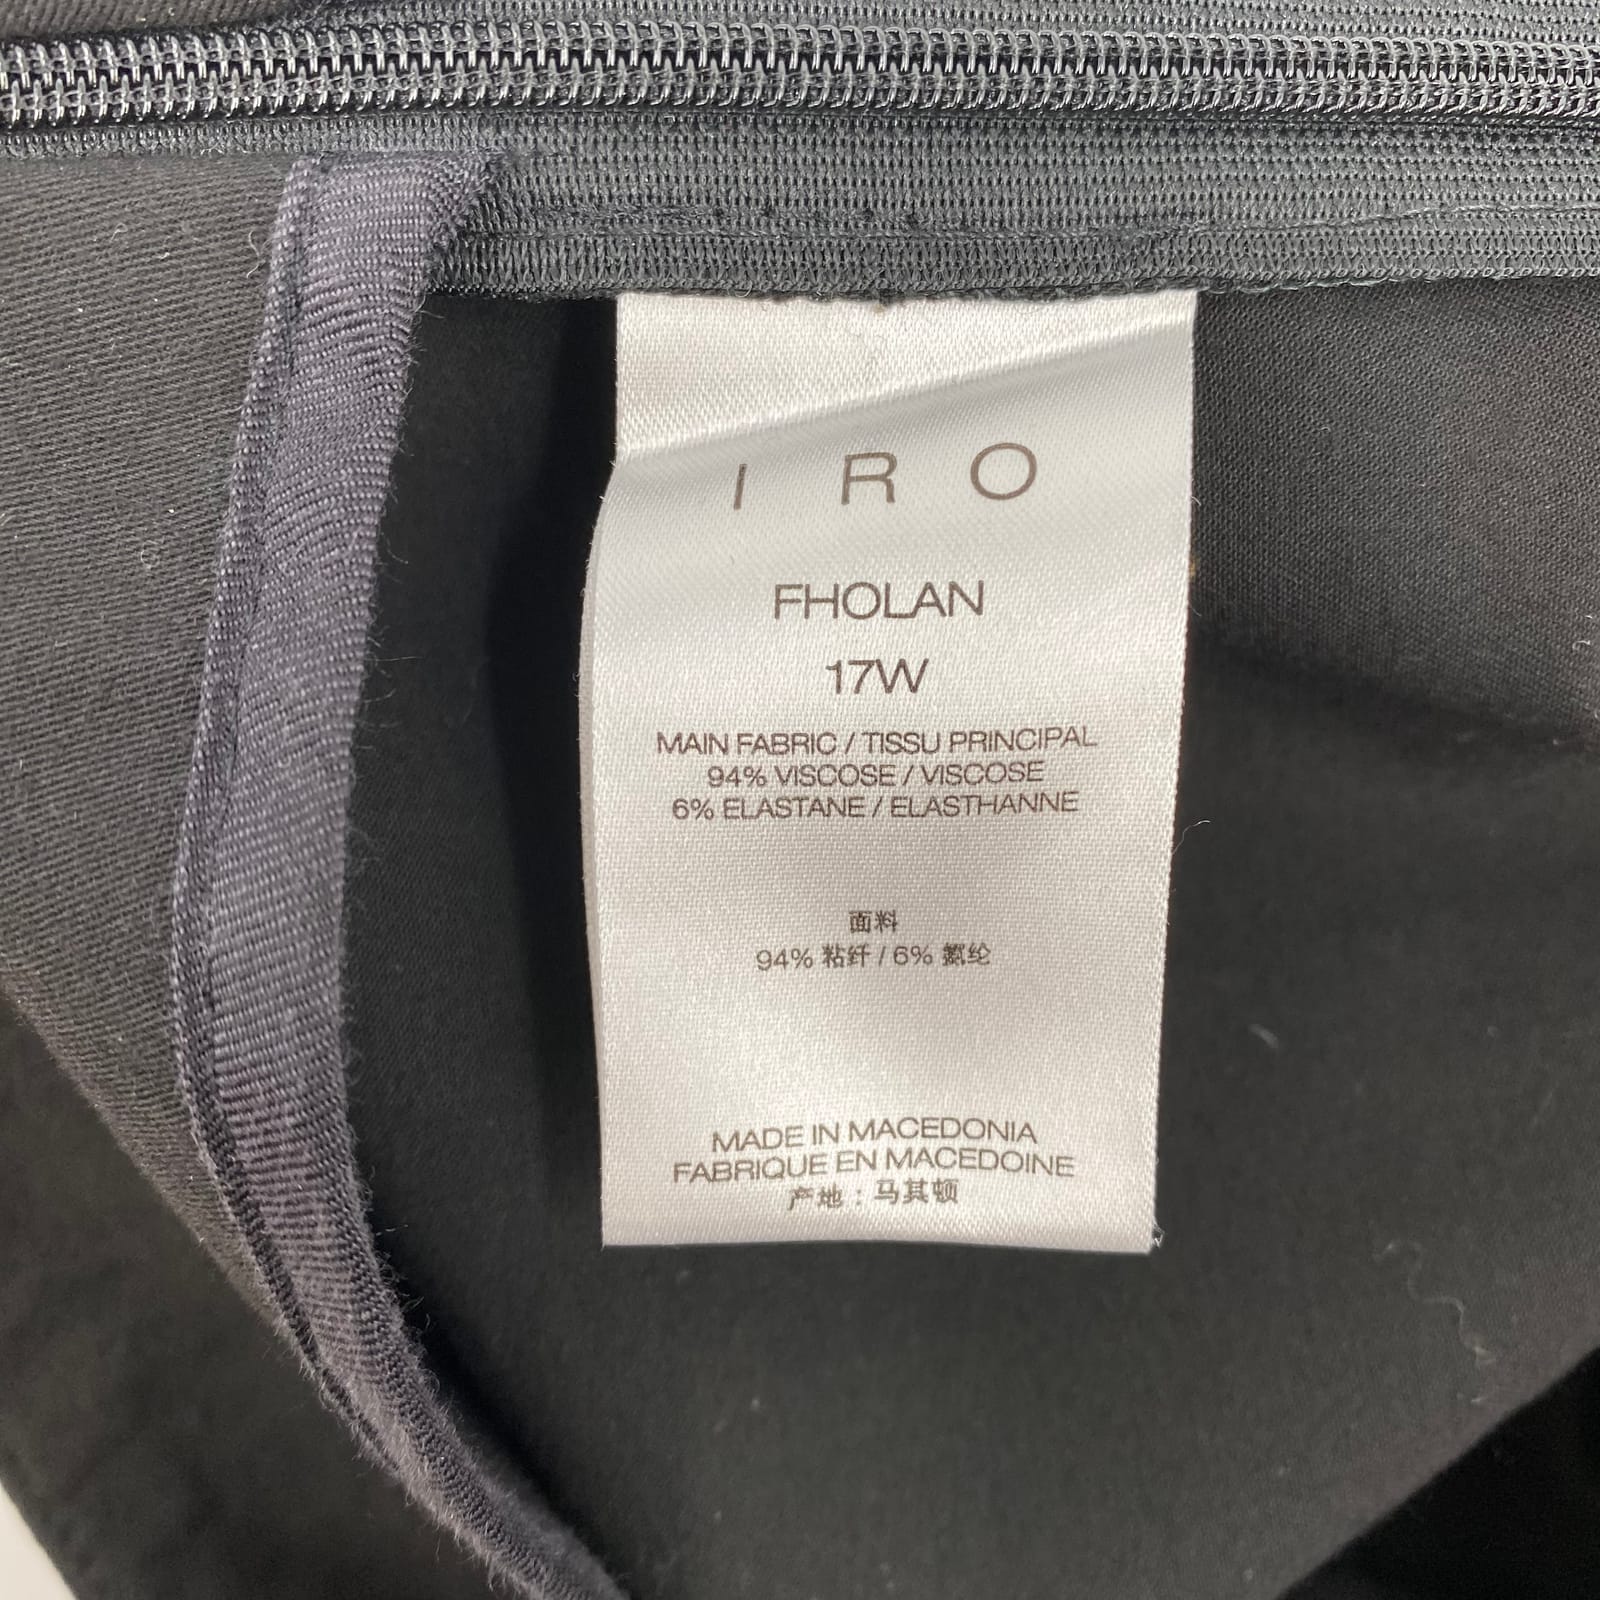 I R O
FHOLAN
17W
MAIN FABRIC / TISSU PRINCIPAL
94% VISCOSE / VISCOSE
6% ELASTANE / ELASTHANNE
面料
94% 粘纤 / 6% 氨纶
MADE IN MACEDONIA
FABRIQUE EN MACEDOINE
产地 : 马其顿